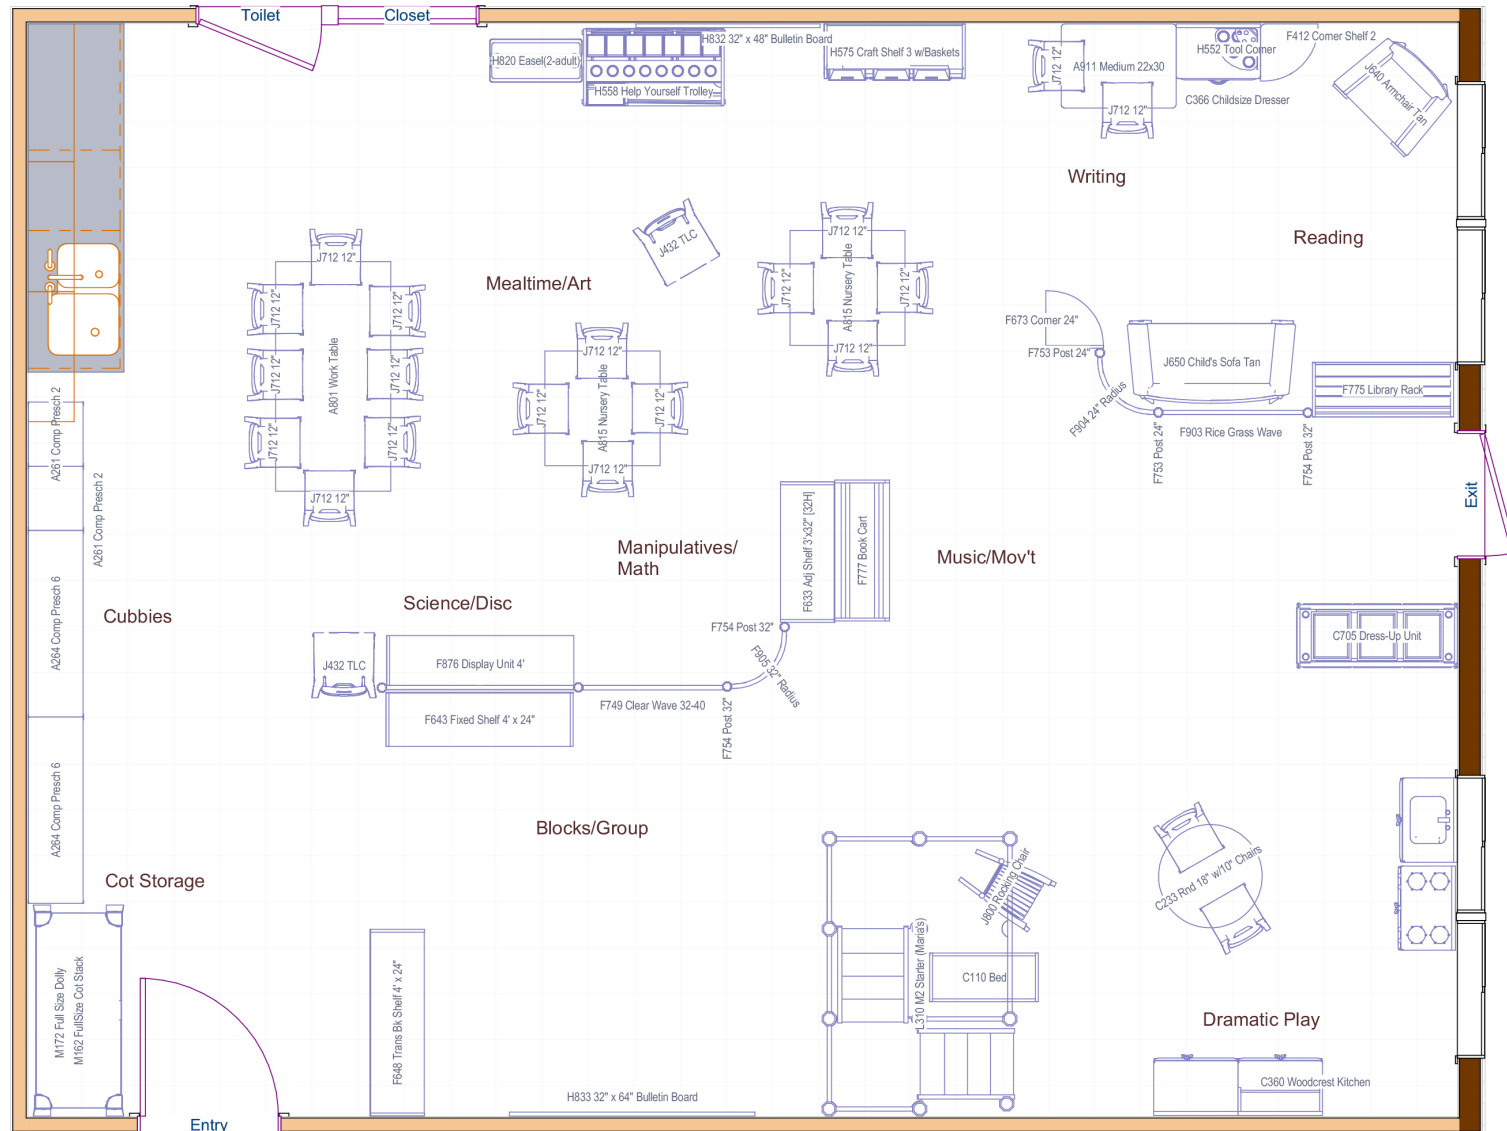 Toilet
Closet
H820 Easel(2-adult)
H832 32" x 48" Bulletin Board
H558 Help Yourself Trolley
H575 Craft Shelf 3 w/Baskets
J712 12"
A911 Medium 22x30
J712 12"
H552 Tool Corner
F412 Corner Shelf 2
C366 Childsize Dresser
J640 Armchair Tan
Writing
Reading
Mealtime/Art
J432 TLC
J712 12"
J712 12"
J712 12"
J712 12"
J712 12"
J712 12"
J712 12"
J712 12"
A801 Work Table
J712 12"
J712 12"
J712 12"
J712 12"
A815 Nursery Table
J712 12"
J712 12"
J712 12"
J712 12"
A815 Nursery Table
F673 Corner 24"
F753 Post 24"
F904 24" Radius
J650 Child's Sofa Tan
F775 Library Rack
F903 Rice Grass Wave
F753 Post 24"
F754 Post 32"
Exit
A261 Comp Presch 2
A261 Comp Presch 2
A264 Comp Presch 6
A264 Comp Presch 6
Cubbies
Science/Disc
Manipulatives/
Math
F633 Adj Shelf 3'x32" [32H]
F777 Book Cart
Music/Mov't
J432 TLC
F876 Display Unit 4'
F643 Fixed Shelf 4' x 24"
F749 Clear Wave 32-40
F754 Post 32"
F905 32" Radius
F754 Post 32"
C705 Dress-Up Unit
Blocks/Group
Cot Storage
M172 Full Size Dolly
M162 FullSize Cot Stack
F648 Trans Bk Shelf 4' x 24"
J800 Rocking Chair
L310 M2 Starter (Maria's)
C110 Bed
C233 Rnd 18" w/10" Chairs
Dramatic Play
C360 Woodcrest Kitchen
H833 32" x 64" Bulletin Board
Entry